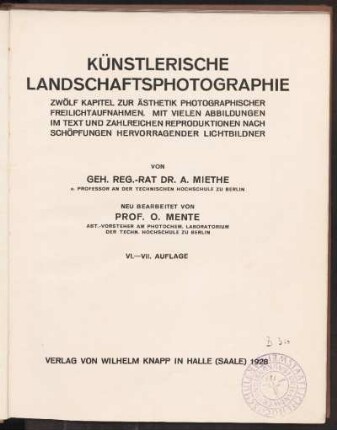 KÜNSTLERISCHE
LANDSCHAFTSPHOTOGRAPHIE
ZWÖLF KAPITEL ZUR ÄSTHETIK PHOTOGRAPHISCHER
FREILICHTAUFNAHMEN. MIT VIELEN ABBILDUNGEN
IM TEXT UND ZAHLREICHEN REPRODUKTIONEN NACH
SCHÖPFUNGEN HERVORRAGENDER LICHTBILDNER
VON
GEH. REG.-RAT DR. A. MIETHE
o. PROFESSOR AN DER TECHNISCHEN HOCHSCHULE ZU BERLIN
NEU BEARBEITET VON
PROF. O. MENTE
ABT.-VORSTEHER AM PHOTOCHEM. LABORATORIUM
DER TECHN. HOCHSCHULE ZU BERLIN
VI.—VII. AUFLAGE
VERLAG VON WILHELM KNAPP IN HALLE (SAALE) 1928